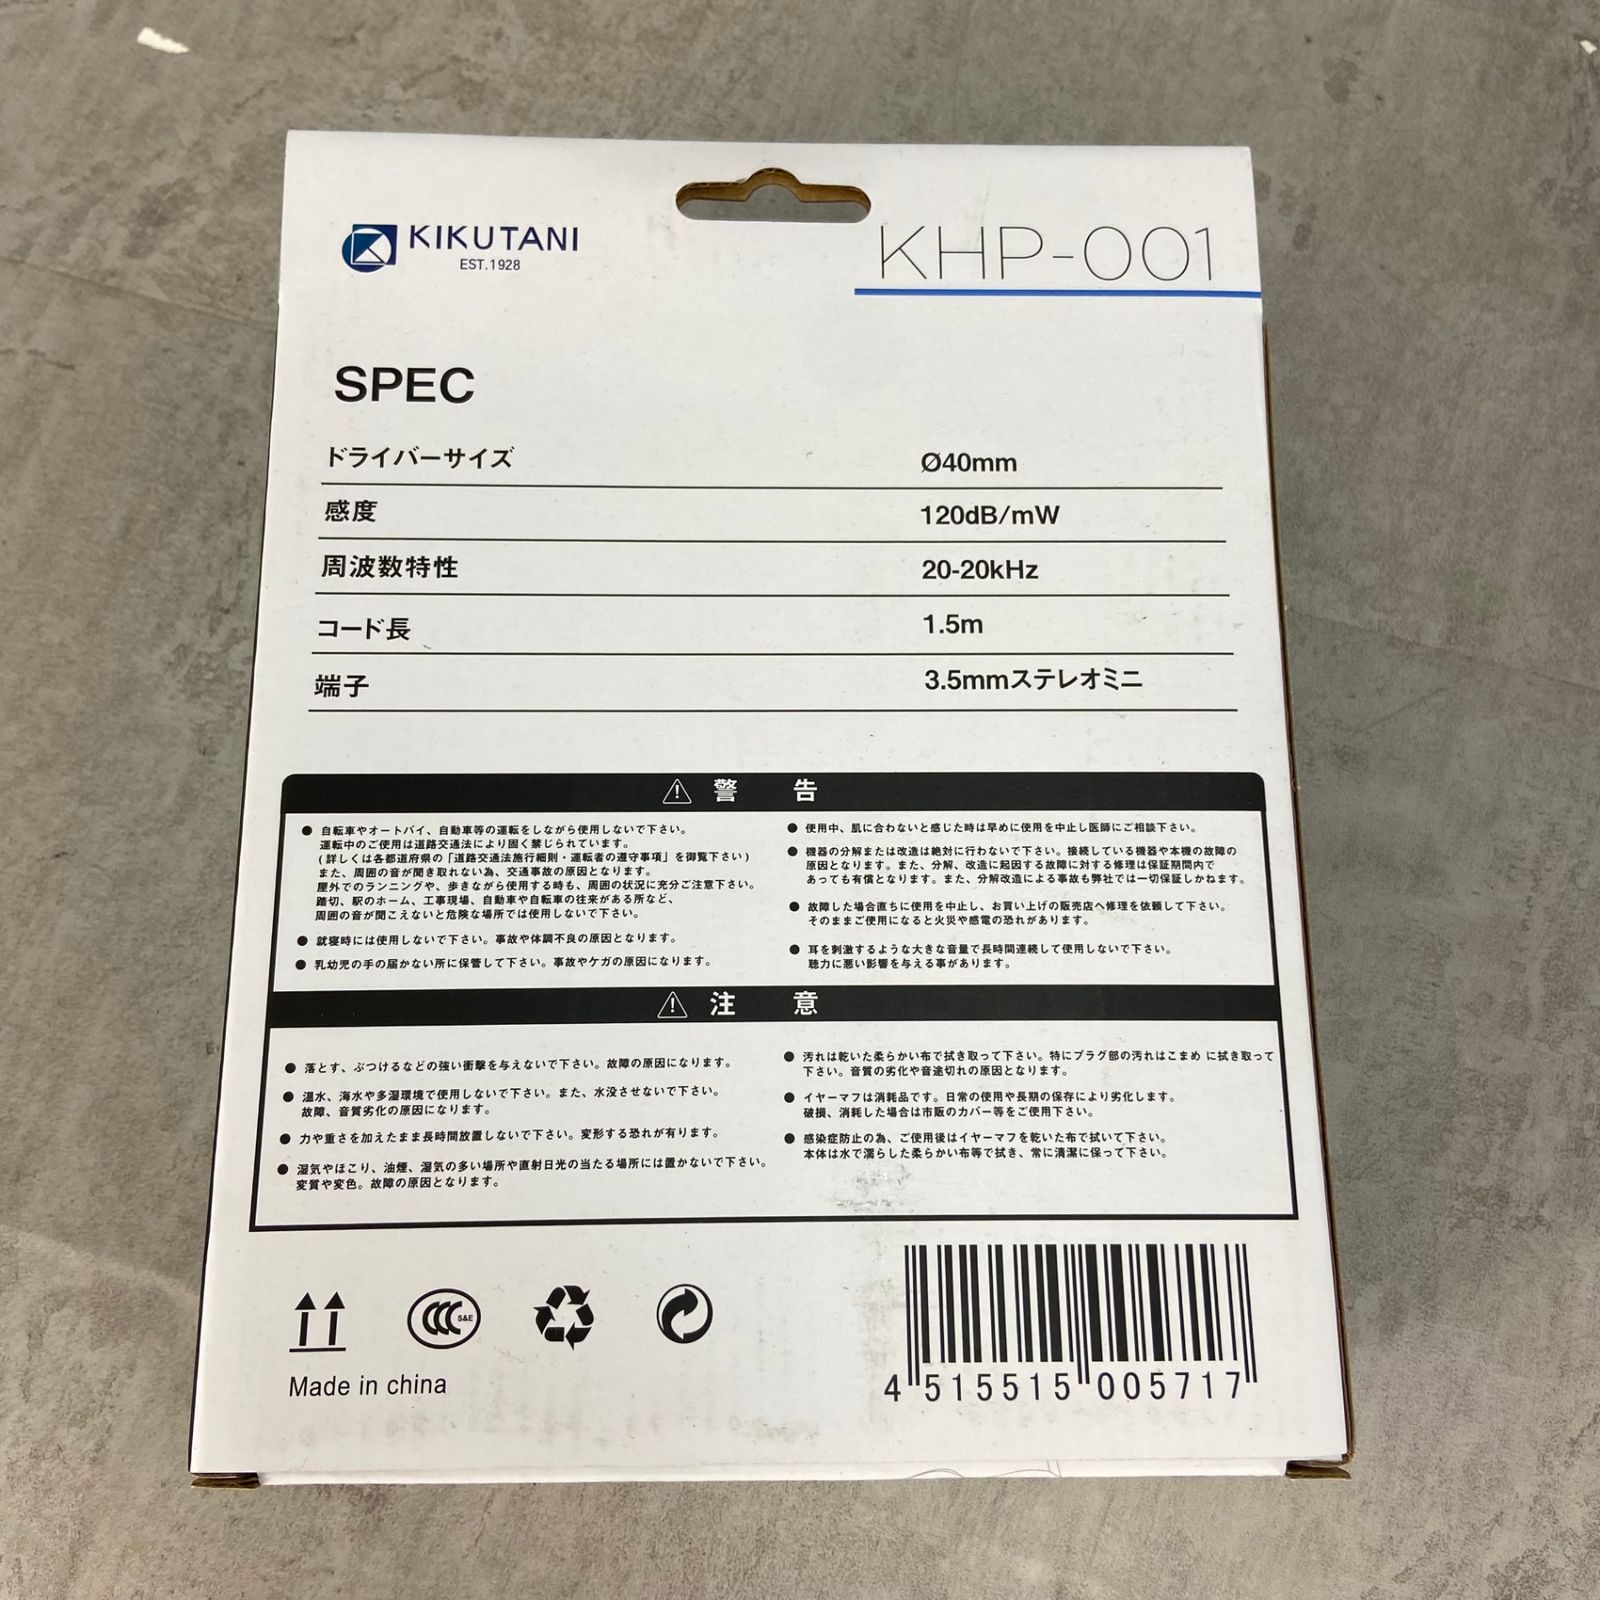 KIKUTANI
EST.1928
KHP-001
SPEC
ドライバーサイズ Ø40mm
感度 120dB/mW
周波数特性 20-20kHz
コード長 1.5m
端子 3.5mmステレオミニ
警 告
● 自転車やオートバイ、自動車等の運転をしながら使用しないで下さい。
運転中のご使用は道路交通法により固く禁じられています。
(詳しくは各都道府県の「道路交通法施行細則・運転者の遵守事項」を御覧下さい)
また、周囲の音が聞き取れない為、交通事故の原因となります。
屋外でのランニングや、歩きながら使用する時も、周囲の状況に充分ご注意下さい。
踏切、駅のホーム、工事現場、自動車や自転車の往来がある所など、
周囲の音が聞こえないと危険な場所では使用しないで下さい。
● 就寝時には使用しないで下さい。事故や体調不良の原因となります。
● 乳幼児の手の届かない所に保管して下さい。事故やケガの原因になります。
● 使用中、肌に合わないと感じた時は早めに使用を中止し医師にご相談下さい。
● 機器の分解または改造は絶対に行わないで下さい。接続している機器や本機の故障の
原因となります。また、分解、改造に起因する故障に対する修理は保証期間内で
あっても有償となります。また、分解改造による事故も弊社では一切保証しかねます。
● 故障した場合直ちに使用を中止し、お買い上げの販売店へ修理を依頼して下さい。
そのままご使用になると火災や感電の恐れがあります。
● 耳を刺激するような大きな音量で長時間連続して使用しないで下さい。
聴力に悪い影響を与える事があります。
注 意
● 落とす、ぶつけるなどの強い衝撃を与えないで下さい。故障の原因になります。
● 温水、海水や多湿環境で使用しないで下さい。また、水没させないで下さい。
故障、音質劣化の原因になります。
● 力や重さを加えたまま長時間放置しないで下さい。変形する恐れが有ります。
● 湿気やほこり、油煙、湿気の多い場所や直射日光の当たる場所には置かないで下さい。
変質や変色。故障の原因となります。
● 汚れは乾いた柔らかい布で拭き取って下さい。特にプラグ部の汚れはこまめ に拭き取って
下さい。音質の劣化や音途切れの原因となります。
● イヤーマフは消耗品です。日常の使用や長期の保存により劣化します。
破損、消耗した場合は市販のカバー等をご使用下さい。
● 感染症防止の為、ご使用後はイヤーマフを乾いた布で拭いて下さい。
本体は水で濡らした柔らかい布等で拭き、常に清潔に保って下さい。
CCC S&E
Made in china
4 515515 005717